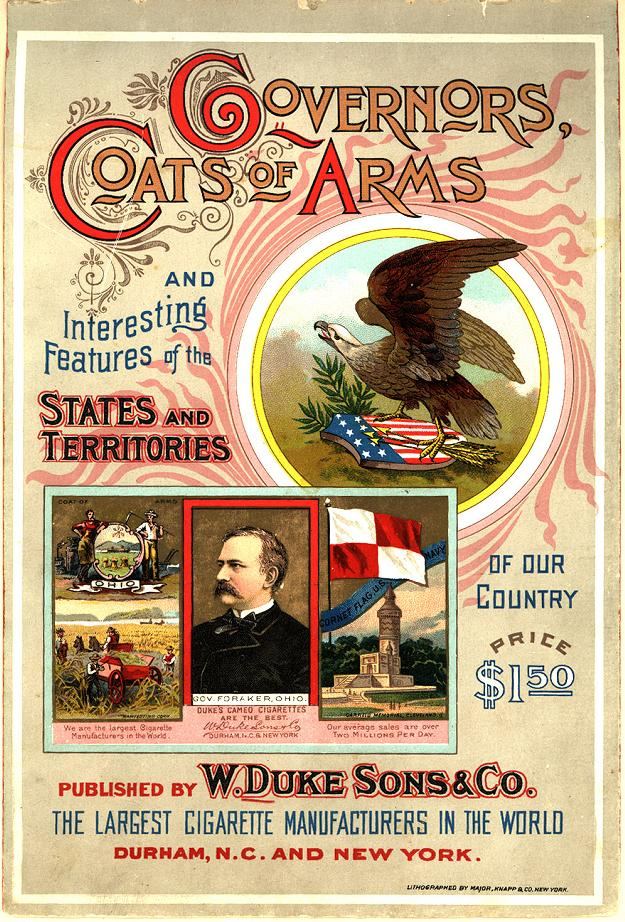 GOVERNORS,
COATS OF ARMS
AND
Interesting
Features of the
STATES AND
TERRITORIES
COAT OF ARMS
OHIO
HARVESTING CORN
We are the largest Cigarette
Manufacturers in the World.
GOV. FORAKER, OHIO.
DUKE'S CAMEO CIGARETTES
ARE THE BEST.
W. Duke Sons & Co
DURHAM, N.C. & NEW YORK
CORNET FLAG, U.S. NAVY
GARFIELD MEMORIAL, CLEVELAND, O.
Our average sales are over
TWO MILLIONS PER DAY.
OF OUR
COUNTRY
PRICE
$1.50
PUBLISHED BY W. DUKE SONS & CO.
THE LARGEST CIGARETTE MANUFACTURERS IN THE WORLD
DURHAM, N.C. AND NEW YORK.
LITHOGRAPHED BY MAJOR, KNAPP & CO. NEW YORK.